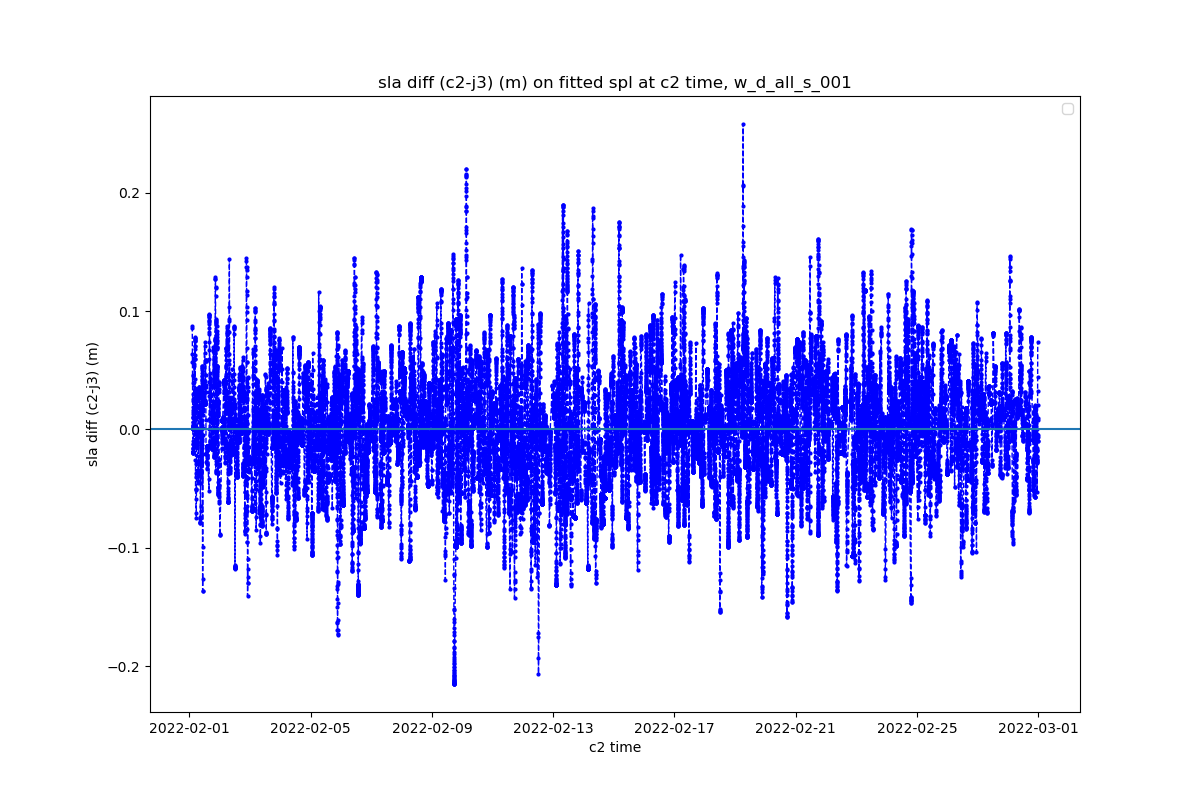 sla diff (c2-j3) (m) on fitted spl at c2 time, w_d_all_s_001
sla diff (c2-j3) (m)
0.2
0.1
0.0
−0.1
−0.2
2022-02-01 2022-02-05 2022-02-09 2022-02-13 2022-02-17 2022-02-21 2022-02-25 2022-03-01
c2 time